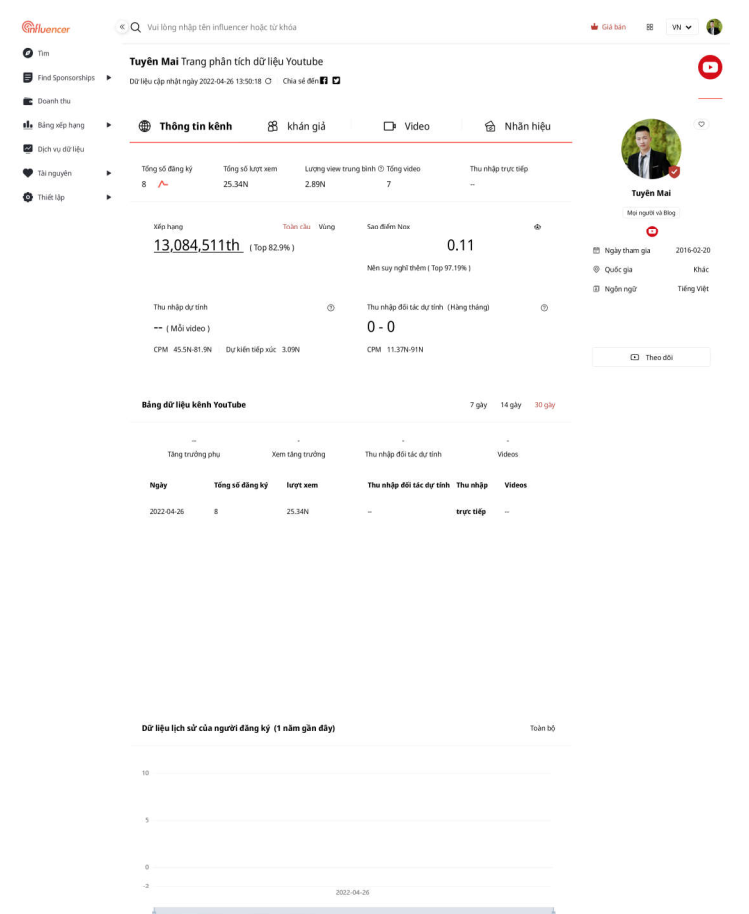 influencer
Vui lòng nhập tên influencer hoặc từ khóa
Giá bán
VN
Tìm
Find Sponsorships
Doanh thu
Bảng xếp hạng
Dịch vụ dữ liệu
Tài nguyên
Thiết lập
Tuyên Mai Trang phân tích dữ liệu Youtube
Dữ liệu cập nhật ngày 2022-04-26 13:50:18 Chia sẻ đến
Thông tin kênh khán giả Video Nhãn hiệu
Tổng số đăng ký Tổng số lượt xem Lượng view trung bình Tổng video Thu nhập trực tiếp
8 25.34N 2.89N 7 --
Xếp hạng Toàn cầu Vùng
13,084,511th ( Top 82.9% )
Sao điểm Nox
0.11
Nên suy nghĩ thêm ( Top 97.19% )
Thu nhập dự tính
-- ( Mỗi video )
CPM 45.5N-81.9N Dự kiến tiếp xúc 3.09N
Thu nhập đối tác dự tính (Hàng tháng)
0 - 0
CPM 11.37N-91N
Tuyên Mai
Mọi người và Blog
Ngày tham gia 2016-02-20
Quốc gia Khác
Ngôn ngữ Tiếng Việt
Theo dõi
Bảng dữ liệu kênh YouTube 7 gày 14 gày 30 gày
-- - - -
Tăng trưởng phụ Xem tăng trưởng Thu nhập đối tác dự tính Videos
Ngày Tổng số đăng ký lượt xem Thu nhập đối tác dự tính Thu nhập Videos
2022-04-26 8 25.34N -- trực tiếp --
Dữ liệu lịch sử của người đăng ký (1 năm gần đây) Toàn bộ
10
5
0
-3
2022-04-26